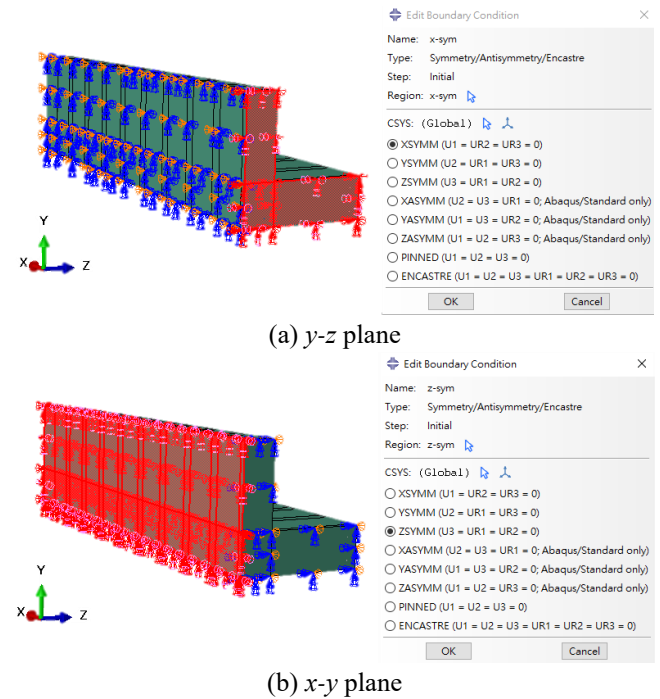 Edit Boundary Condition
Name: x-sym
Type: Symmetry/Antisymmetry/Encastre
Step: Initial
Region: x-sym
CSYS: (Global)
XSYMM (U1 = UR2 = UR3 = 0)
YSYMM (U2 = UR1 = UR3 = 0)
ZSYMM (U3 = UR1 = UR2 = 0)
XASYMM (U2 = U3 = UR1 = 0; Abaqus/Standard only)
YASYMM (U1 = U3 = UR2 = 0; Abaqus/Standard only)
ZASYMM (U1 = U2 = UR3 = 0; Abaqus/Standard only)
PINNED (U1 = U2 = U3 = 0)
ENCASTRE (U1 = U2 = U3 = UR1 = UR2 = UR3 = 0)
OK Cancel
Y
X Z
(a) y-z plane
Edit Boundary Condition
Name: z-sym
Type: Symmetry/Antisymmetry/Encastre
Step: Initial
Region: z-sym
CSYS: (Global)
XSYMM (U1 = UR2 = UR3 = 0)
YSYMM (U2 = UR1 = UR3 = 0)
ZSYMM (U3 = UR1 = UR2 = 0)
XASYMM (U2 = U3 = UR1 = 0; Abaqus/Standard only)
YASYMM (U1 = U3 = UR2 = 0; Abaqus/Standard only)
ZASYMM (U1 = U2 = UR3 = 0; Abaqus/Standard only)
PINNED (U1 = U2 = U3 = 0)
ENCASTRE (U1 = U2 = U3 = UR1 = UR2 = UR3 = 0)
OK Cancel
Y
X Z
(b) x-y plane